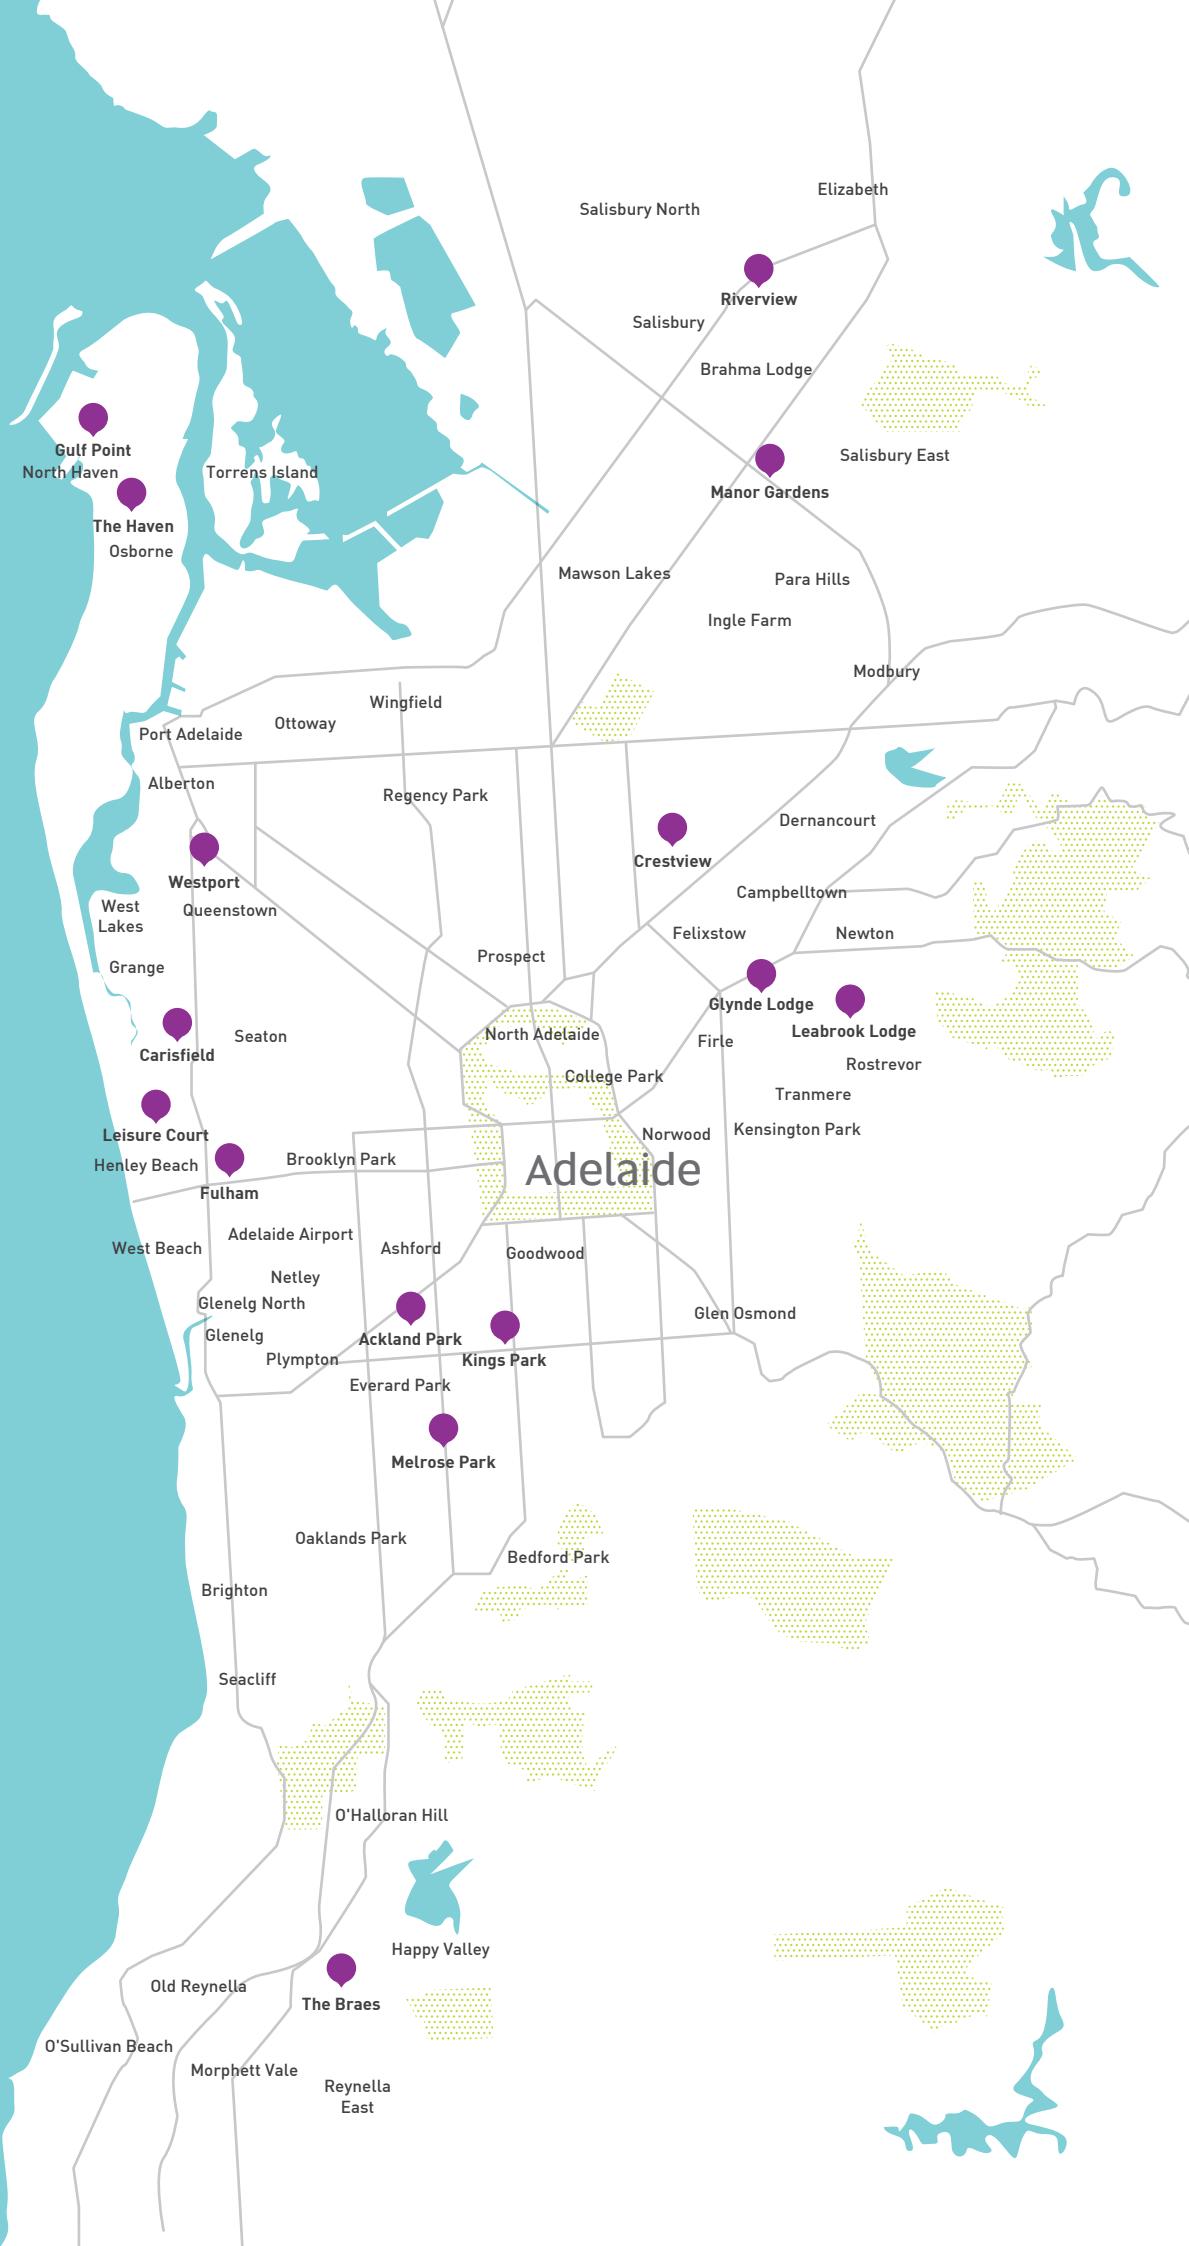 Elizabeth
Salisbury North
Riverview
Salisbury
Brahma Lodge
Gulf Point
North Haven
Torrens Island
Salisbury East
Manor Gardens
The Haven
Osborne
Mawson Lakes
Para Hills
Ingle Farm
Modbury
Wingfield
Ottoway
Port Adelaide
Alberton
Regency Park
Dernancourt
Crestview
Westport
Campbelltown
West
Lakes
Queenstown
Felixstow
Newton
Prospect
Grange
Glynde Lodge
Leabrook Lodge
Seaton
North Adelaide
Firle
Carisfield
Rostrevor
College Park
Tranmere
Leisure Court
Norwood
Kensington Park
Henley Beach
Brooklyn Park
Adelaide
Fulham
Adelaide Airport
West Beach
Ashford
Goodwood
Netley
Glenelg North
Glen Osmond
Glenelg
Ackland Park
Plympton
Kings Park
Everard Park
Melrose Park
Oaklands Park
Bedford Park
Brighton
Seacliff
O'Halloran Hill
Happy Valley
Old Reynella
The Braes
O'Sullivan Beach
Morphett Vale
Reynella
East